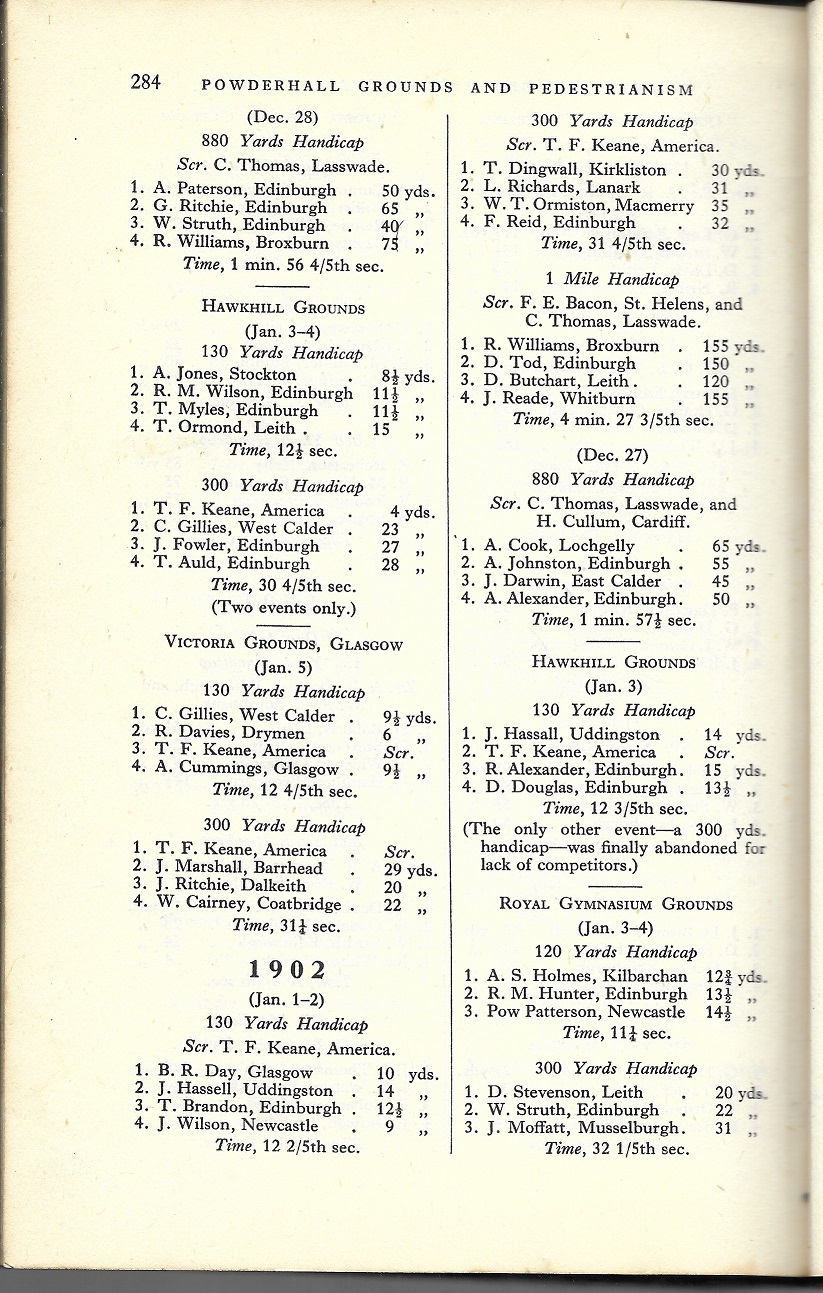 284 POWDERHALL GROUNDS AND PEDESTRIANISM
(Dec. 28)
880 Yards Handicap
Scr. C. Thomas, Lasswade.
1. A. Paterson, Edinburgh . 50 yds.
2. G. Ritchie, Edinburgh . 65 ,,
3. W. Struth, Edinburgh . 40 ,,
4. R. Williams, Broxburn . 75 ,,
Time, 1 min. 56 4/5th sec.
HAWKHILL GROUNDS
(Jan. 3–4)
130 Yards Handicap
1. A. Jones, Stockton . 8½ yds.
2. R. M. Wilson, Edinburgh 11½ ,,
3. T. Myles, Edinburgh . 11½ ,,
4. T. Ormond, Leith . . 15 ,,
Time, 12½ sec.
300 Yards Handicap
1. T. F. Keane, America . 4 yds.
2. C. Gillies, West Calder . 23 ,,
3. J. Fowler, Edinburgh . 27 ,,
4. T. Auld, Edinburgh . 28 ,,
Time, 30 4/5th sec.
(Two events only.)
VICTORIA GROUNDS, GLASGOW
(Jan. 5)
130 Yards Handicap
1. C. Gillies, West Calder . 9½ yds.
2. R. Davies, Drymen . 6 ,,
3. T. F. Keane, America . Scr.
4. A. Cummings, Glasgow . 9½ ,,
Time, 12 4/5th sec.
300 Yards Handicap
1. T. F. Keane, America . Scr.
2. J. Marshall, Barrhead . 29 yds.
3. J. Ritchie, Dalkeith . 20 ,,
4. W. Cairney, Coatbridge . 22 ,,
Time, 31¼ sec.
1902
(Jan. 1–2)
130 Yards Handicap
Scr. T. F. Keane, America.
1. B. R. Day, Glasgow . 10 yds.
2. J. Hassell, Uddingston . 14 ,,
3. T. Brandon, Edinburgh . 12½ ,,
4. J. Wilson, Newcastle . 9 ,,
Time, 12 2/5th sec.
300 Yards Handicap
Scr. T. F. Keane, America.
1. T. Dingwall, Kirkliston . 30 yds.
2. L. Richards, Lanark . 31 ,,
3. W. T. Ormiston, Macmerry 35 ,,
4. F. Reid, Edinburgh . 32 ,,
Time, 31 4/5th sec.
1 Mile Handicap
Scr. F. E. Bacon, St. Helens, and
C. Thomas, Lasswade.
1. R. Williams, Broxburn . 155 yds.
2. D. Tod, Edinburgh . 150 ,,
3. D. Butchart, Leith . . 120 ,,
4. J. Reade, Whitburn . 155 ,,
Time, 4 min. 27 3/5th sec.
(Dec. 27)
880 Yards Handicap
Scr. C. Thomas, Lasswade, and
H. Cullum, Cardiff.
1. A. Cook, Lochgelly . 65 yds.
2. A. Johnston, Edinburgh . 55 ,,
3. J. Darwin, East Calder . 45 ,,
4. A. Alexander, Edinburgh . 50 ,,
Time, 1 min. 57½ sec.
HAWKHILL GROUNDS
(Jan. 3)
130 Yards Handicap
1. J. Hassall, Uddingston . 14 yds.
2. T. F. Keane, America . Scr.
3. R. Alexander, Edinburgh . 15 yds.
4. D. Douglas, Edinburgh . 13½ ,,
Time, 12 3/5th sec.
(The only other event—a 300 yds.
handicap—was finally abandoned for
lack of competitors.)
ROYAL GYMNASIUM GROUNDS
(Jan. 3–4)
120 Yards Handicap
1. A. S. Holmes, Kilbarchan 12¾ yds.
2. R. M. Hunter, Edinburgh 13½ ,,
3. Pow Patterson, Newcastle 14½ ,,
Time, 11¼ sec.
300 Yards Handicap
1. D. Stevenson, Leith . 20 yds.
2. W. Struth, Edinburgh . 22 ,,
3. J. Moffatt, Musselburgh . 31 ,,
Time, 32 1/5th sec.